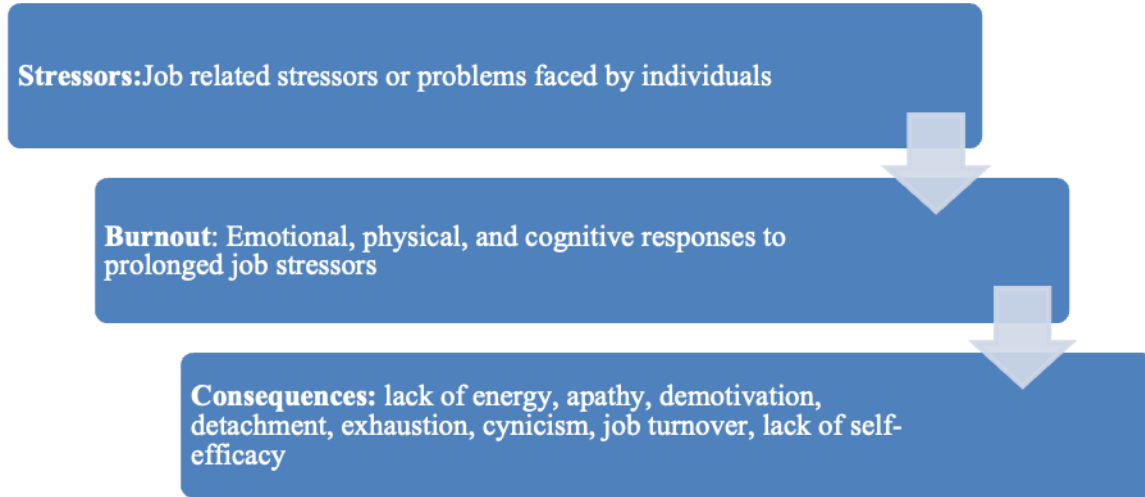 Stressors:Job related stressors or problems faced by individuals
Burnout: Emotional, physical, and cognitive responses to
prolonged job stressors
Consequences: lack of energy, apathy, demotivation,
detachment, exhaustion, cynicism, job turnover, lack of self-
efficacy